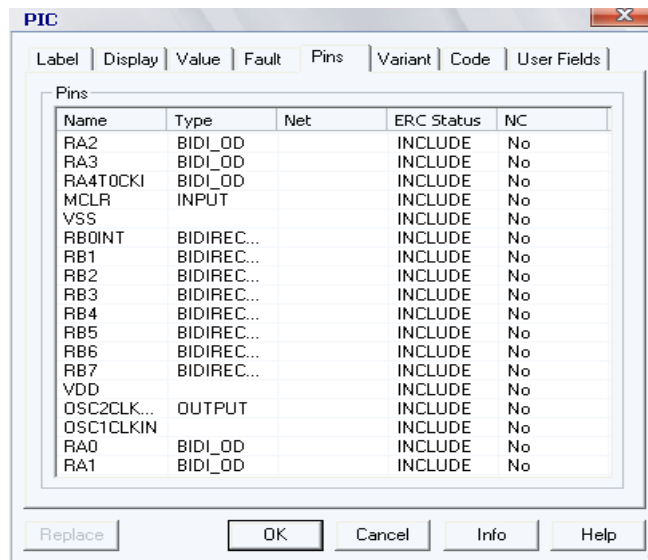 PIC
Label Display Value Fault Pins Variant Code User Fields
Pins
Name Type Net ERC Status NC
RA2 BIDI_OD INCLUDE No
RA3 BIDI_OD INCLUDE No
RA4T0CKI BIDI_OD INCLUDE No
MCLR INPUT INCLUDE No
VSS INCLUDE No
RB0INT BIDIREC... INCLUDE No
RB1 BIDIREC... INCLUDE No
RB2 BIDIREC... INCLUDE No
RB3 BIDIREC... INCLUDE No
RB4 BIDIREC... INCLUDE No
RB5 BIDIREC... INCLUDE No
RB6 BIDIREC... INCLUDE No
RB7 BIDIREC... INCLUDE No
VDD INCLUDE No
OSC2CLK... OUTPUT INCLUDE No
OSC1CLKIN INCLUDE No
RA0 BIDI_OD INCLUDE No
RA1 BIDI_OD INCLUDE No
Replace OK Cancel Info Help